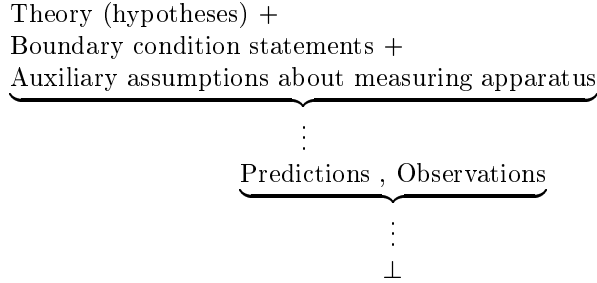 Theory (hypotheses) +
Boundary condition statements +
Auxiliary assumptions about measuring apparatus
⋮
Predictions , Observations
⋮
⊥